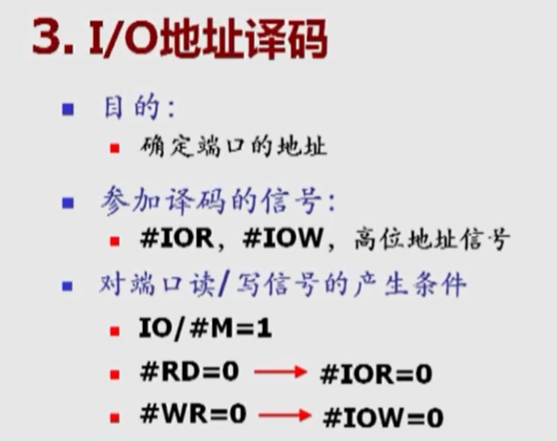 3. I/O地址译码
目的:
确定端口的地址
参加译码的信号:
#IOR，#IOW，高位地址信号
对端口读/写信号的产生条件
IO/#M=1
#RD=0 → #IOR=0
#WR=0 → #IOW=0